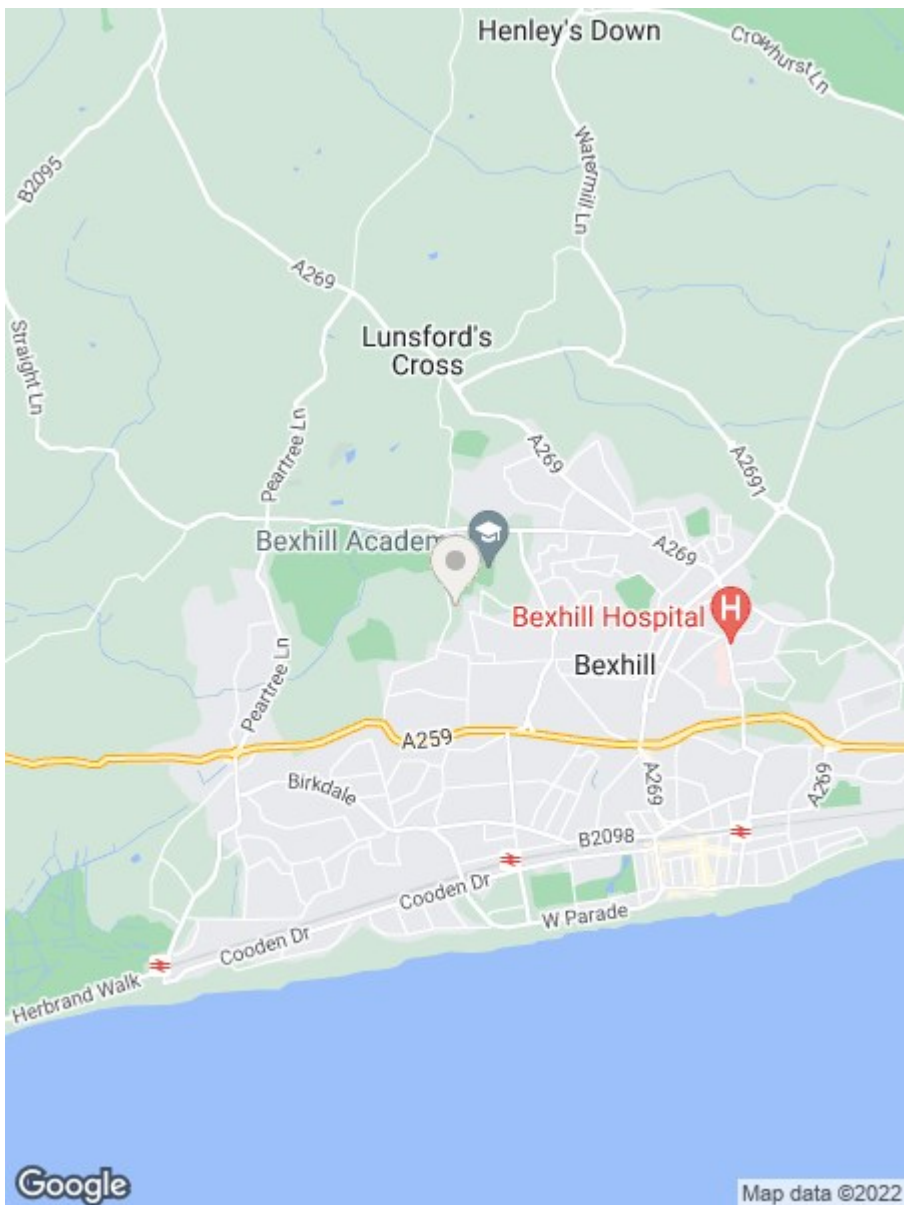 Henley's Down
Crowhurst Ln
B2095
Watermill Ln
A269
Straight Ln
Lunsford's
Cross
Peartree Ln
A269
A2691
Bexhill Academ
A269
Bexhill Hospital
H
Bexhill
Peartree Ln
A259
Birkdale
A269
A269
B2098
Cooden Dr
W Parade
Cooden Dr
Herbrand Walk
Google
Map data ©2022